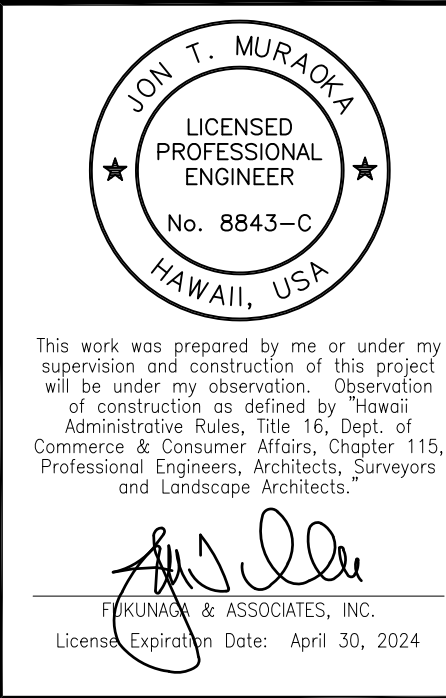 JON T. MURAOKA
LICENSED
PROFESSIONAL
ENGINEER
No. 8843-C
HAWAII, USA
This work was prepared by me or under my
supervision and construction of this project
will be under my observation. Observation
of construction as defined by "Hawaii
Administrative Rules, Title 16, Dept. of
Commerce & Consumer Affairs, Chapter 115,
Professional Engineers, Architects, Surveyors
and Landscape Architects."
FUKUNAGA & ASSOCIATES, INC.
License Expiration Date: April 30, 2024